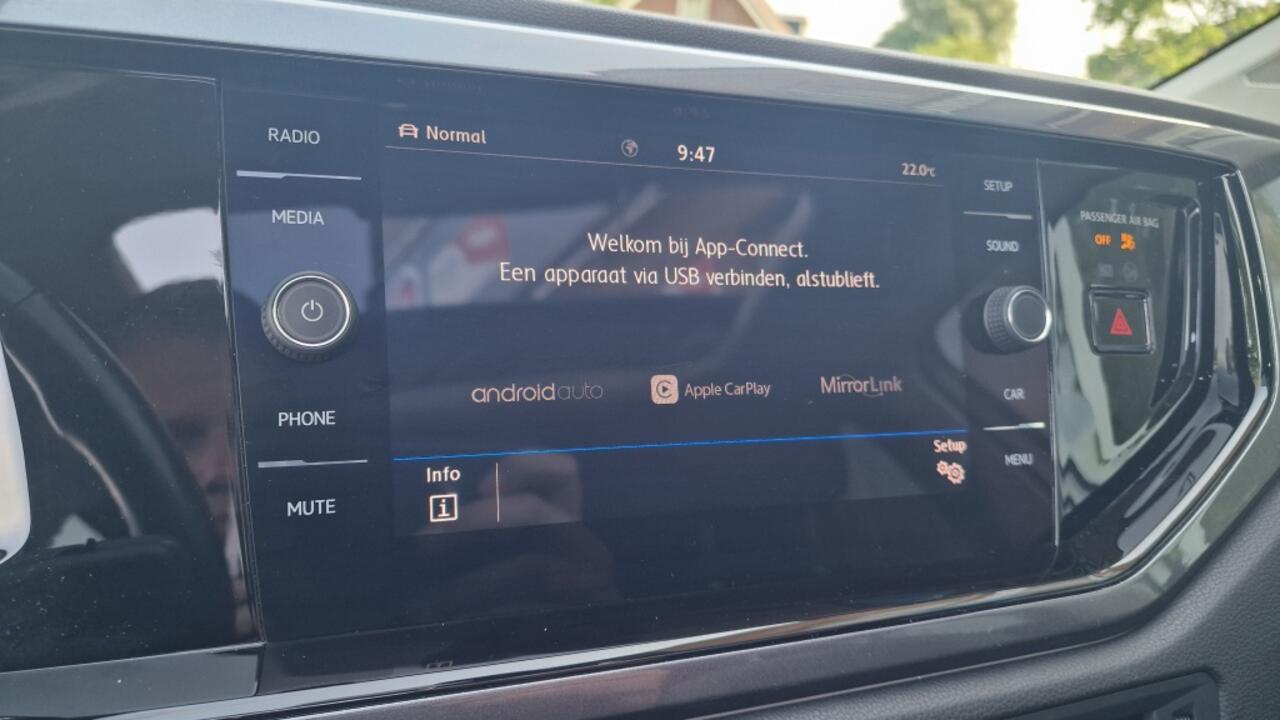 RADIO
MEDIA
PHONE
MUTE
Normal
9:47
22.0°C
Welkom bij App-Connect.
Een apparaat via USB verbinden, alstublieft.
androidauto
Apple CarPlay
MirrorLink
Info
i
Setup
SETUP
SOUND
CAR
MENU
PASSENGER AIR BAG
OFF